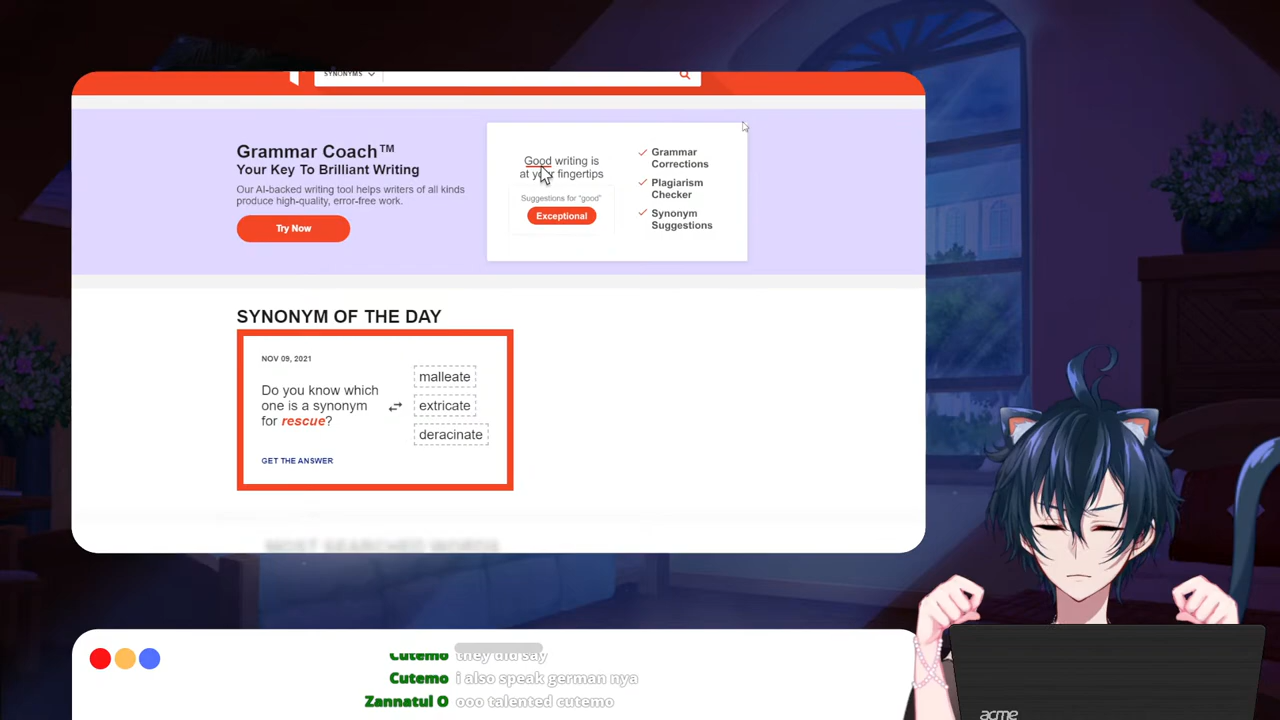 SYNONYMS
Grammar Coach™
Your Key To Brilliant Writing
Our AI-backed writing tool helps writers of all kinds
produce high-quality, error-free work.
Try Now
Good writing is
at your fingertips
Suggestions for "good"
Exceptional
Grammar
Corrections
Plagiarism
Checker
Synonym
Suggestions
SYNONYM OF THE DAY
NOV 09, 2021
Do you know which
one is a synonym
for rescue?
malleate
extricate
deracinate
GET THE ANSWER
MOST SEARCHED WORDS
Cutemo they did say
Cutemo i also speak german nya
Zannatul O ooo talented cutemo
acme